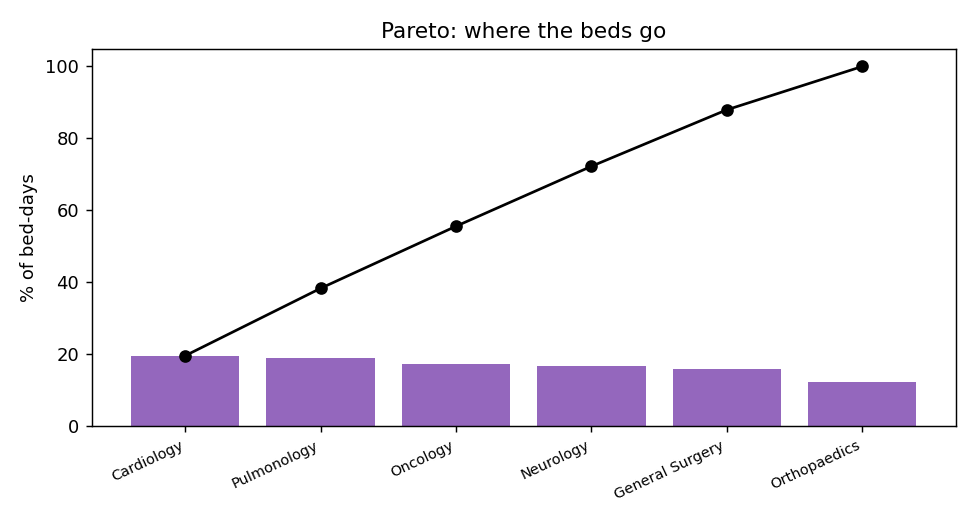 Pareto: where the beds go
% of bed-days
100
80
60
40
20
0
Cardiology
Pulmonology
Oncology
Neurology
General Surgery
Orthopaedics